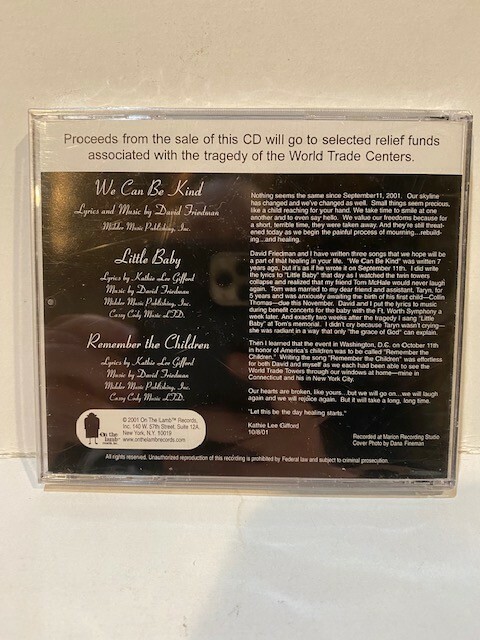 Proceeds from the sale of this CD will go to selected relief funds
associated with the tragedy of the World Trade Centers.
We Can Be Kind
Lyrics and Music by David Friedman
Midder Music Publishing, Inc.
Little Baby
Lyrics by Kathie Lee Gifford
Music by David Friedman
Midder Music Publishing, Inc.
Cassy Cody Music LTD.
Remember the Children
Lyrics by Kathie Lee Gifford
Music by David Friedman
Midder Music Publishing, Inc.
Cassy Cody Music LTD.
Nothing seems the same since September11, 2001. Our skyline
has changed and we've changed as well. Small things seem precious,
like a child reaching for your hand. We take time to smile at one
another and to even say hello. We value our freedoms because for
a short, terrible time, they were taken away. And they're still threat-
ened today as we begin the painful process of mourning...rebuild-
ing...and healing.
David Friedman and I have written three songs that we hope will be
a part of that healing in your life. "We Can Be Kind" was written 7
years ago, but it's as if he wrote it on September 11th. I did write
the lyrics to "Little Baby" that day as I watched the twin towers
collapse and realized that my friend Tom McHale would never laugh
again. Tom was married to my dear friend and assistant, Taryn, for
5 years and was anxiously awaiting the birth of his first child—Collin
Thomas—due this November. David and I put the lyrics to music
during benefit concerts for the baby with the Ft. Worth Symphony a
week later. And exactly two weeks after the tragedy I sang "Little
Baby" at Tom's memorial. I didn't cry because Taryn wasn't crying—
she was radiant in a way that only "the grace of God" can explain.
Then I learned that the event in Washington, D.C. on October 11th
in honor of America's children was to be called "Remember the
Children." Writing the song "Remember the Children" was effortless
for both David and myself as we each had been able to see the
World Trade Towers through our windows at home—mine in
Connecticut and his in New York City.
Our hearts are broken, like yours...but we will go on...we will laugh
again and we will rejoice again. But it will take a long, long time.
"Let this be the day healing starts."
Kathie Lee Gifford
10/8/01
Recorded at Marion Recording Studio
Cover Photo by Dana Fineman
On the
lamb
records, inc.
© 2001 On The Lamb™ Records,
Inc. 140 W. 57th Street, Suite 12A
New York, N.Y. 10019
www.onthelambrecords.com
All rights reserved. Unauthorized reproduction of this recording is prohibited by Federal law and subject to criminal prosecution.